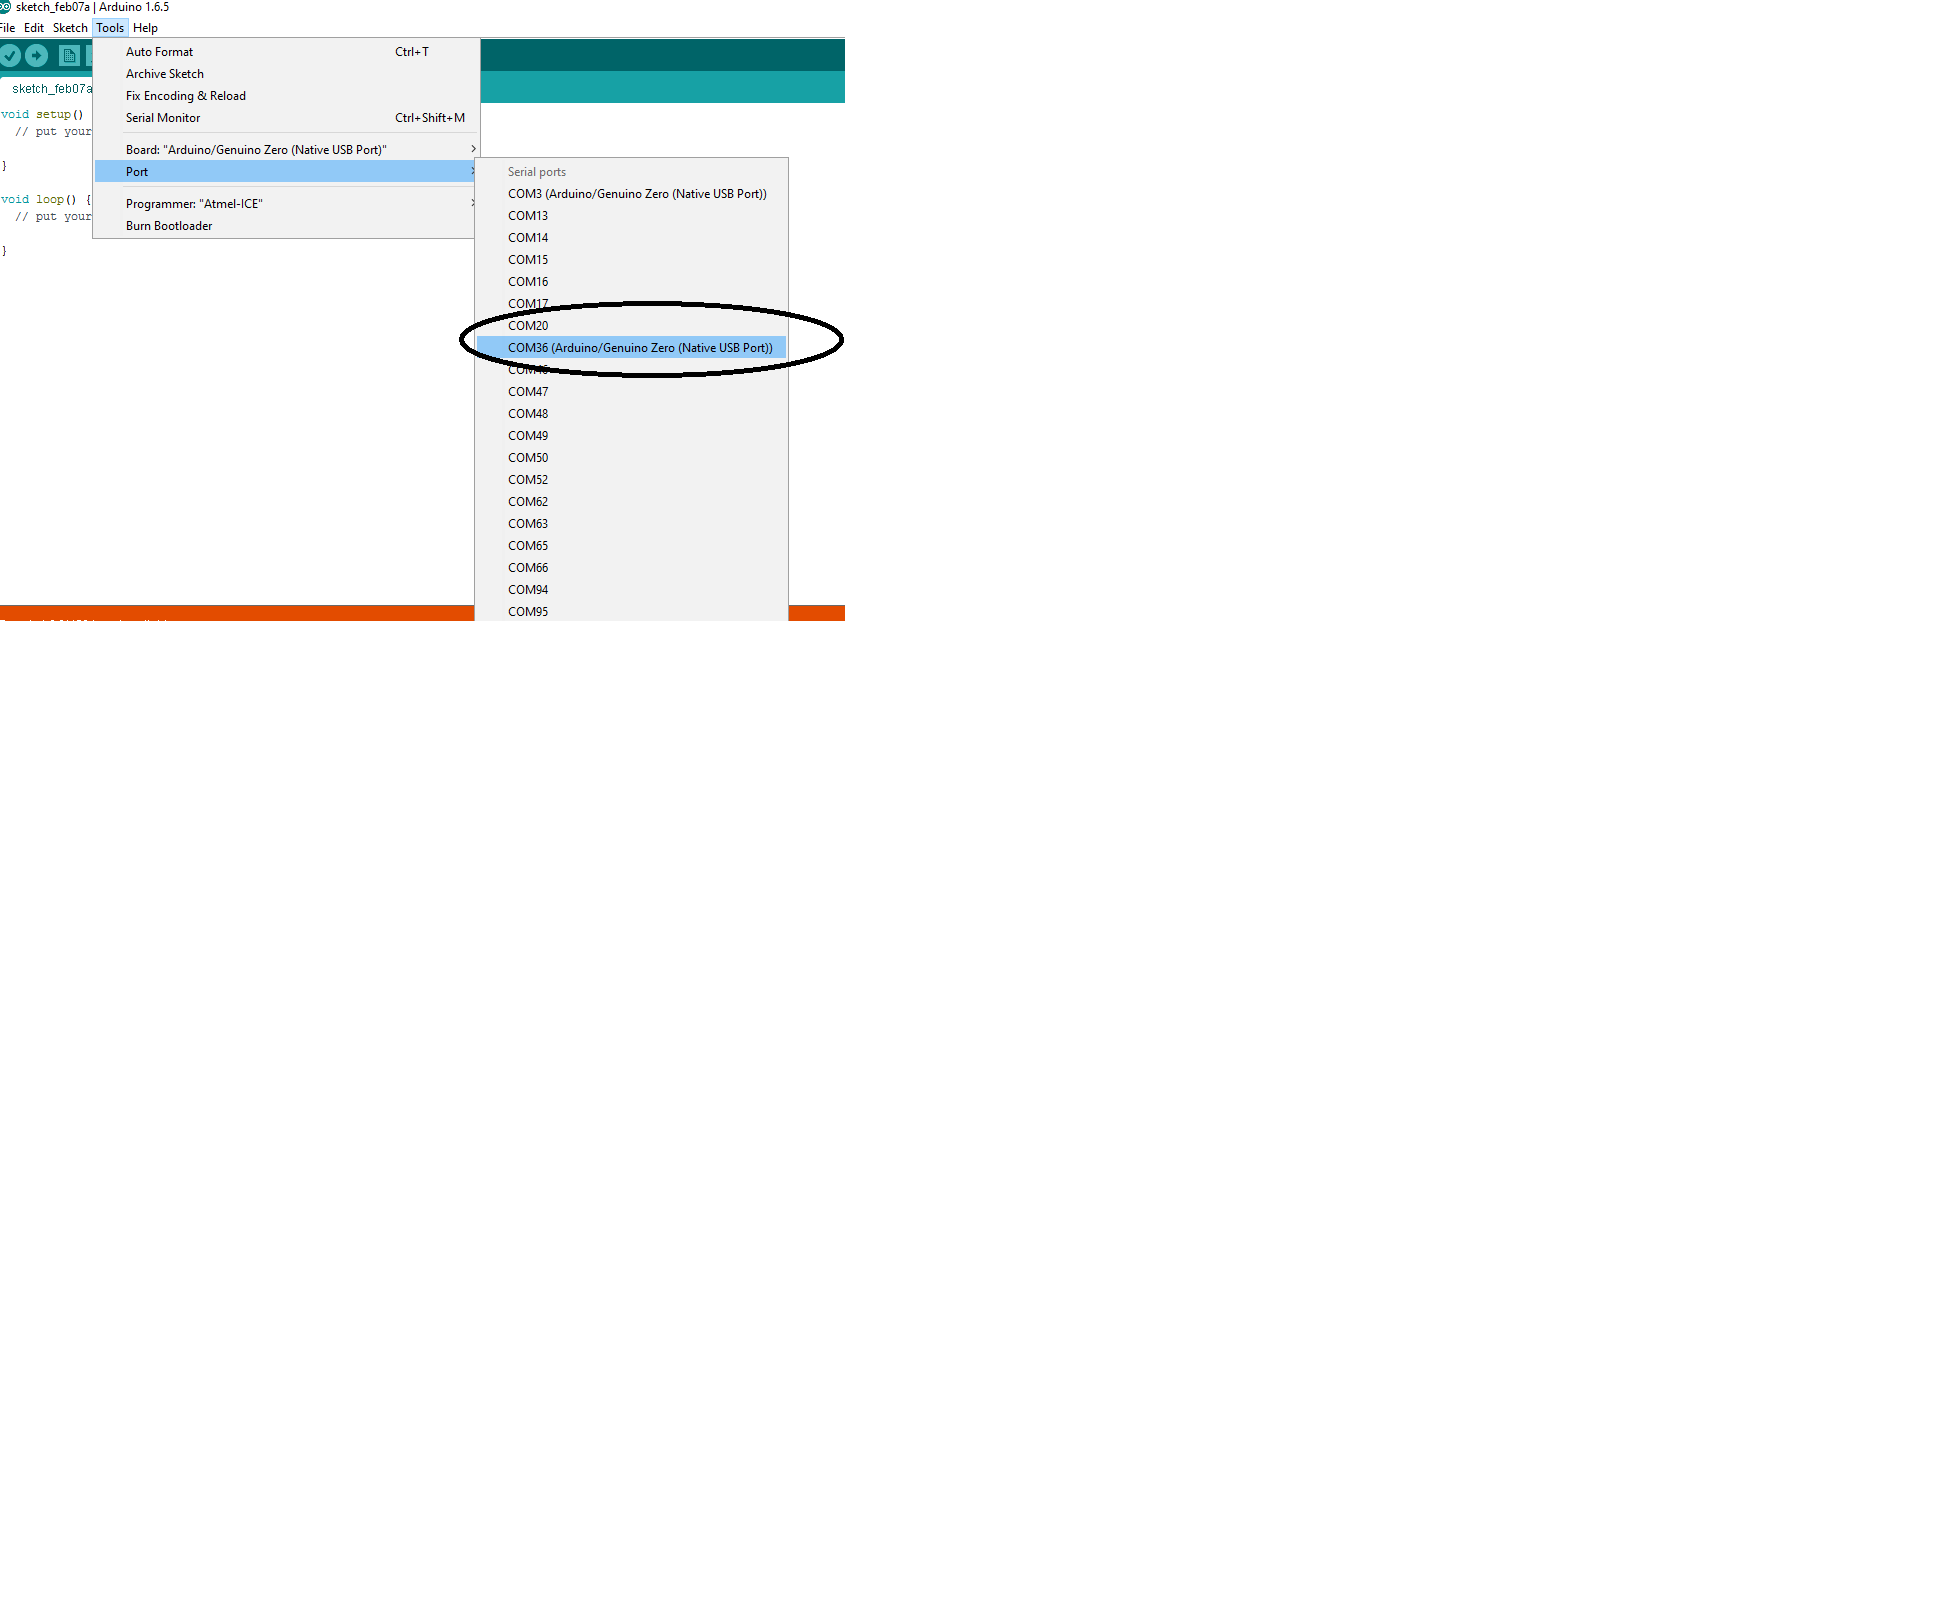 sketch_feb07a | Arduino 1.6.5
File Edit Sketch Tools Help
sketch_feb07a
void setup()
// put your
}
void loop() {
// put your
}
Auto Format Ctrl+T
Archive Sketch
Fix Encoding & Reload
Serial Monitor Ctrl+Shift+M
Board: "Arduino/Genuino Zero (Native USB Port)"
Port
Programmer: "Atmel-ICE"
Burn Bootloader
Serial ports
COM3 (Arduino/Genuino Zero (Native USB Port))
COM13
COM14
COM15
COM16
COM17
COM20
COM36 (Arduino/Genuino Zero (Native USB Port))
COM47
COM48
COM49
COM50
COM52
COM62
COM63
COM65
COM66
COM94
COM95